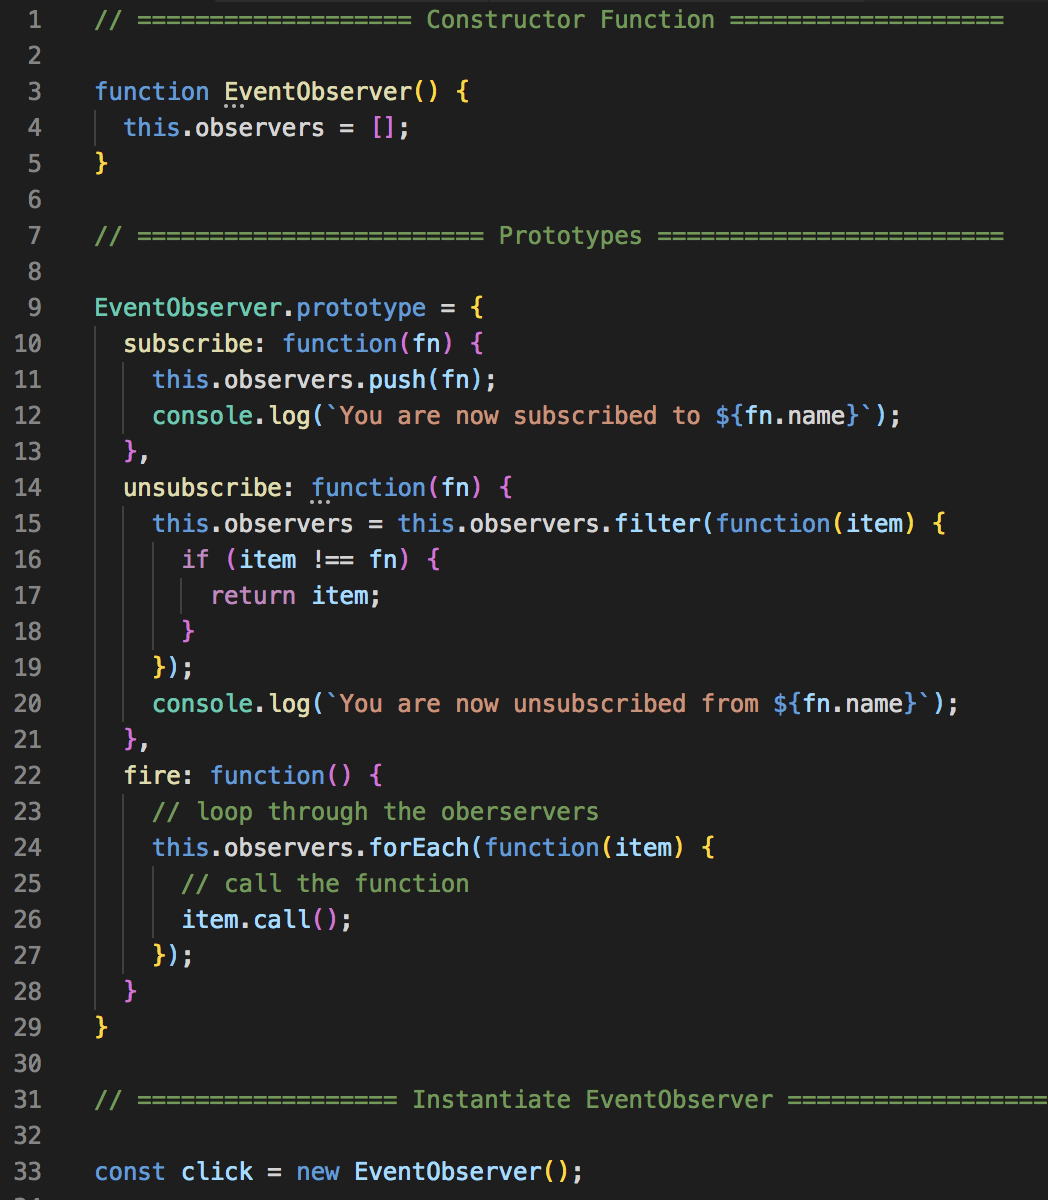 1 // =================== Constructor Function ===================
2
3 function EventObserver() {
4 this.observers = [];
5 }
6
7 // ======================== Prototypes ========================
8
9 EventObserver.prototype = {
10 subscribe: function(fn) {
11 this.observers.push(fn);
12 console.log(`You are now subscribed to ${fn.name}`);
13 },
14 unsubscribe: function(fn) {
15 this.observers = this.observers.filter(function(item) {
16 if (item !== fn) {
17 return item;
18 }
19 });
20 console.log(`You are now unsubscribed from ${fn.name}`);
21 },
22 fire: function() {
23 // loop through the oberservers
24 this.observers.forEach(function(item) {
25 // call the function
26 item.call();
27 });
28 }
29 }
30
31 // ================== Instantiate EventObserver ==================
32
33 const click = new EventObserver();